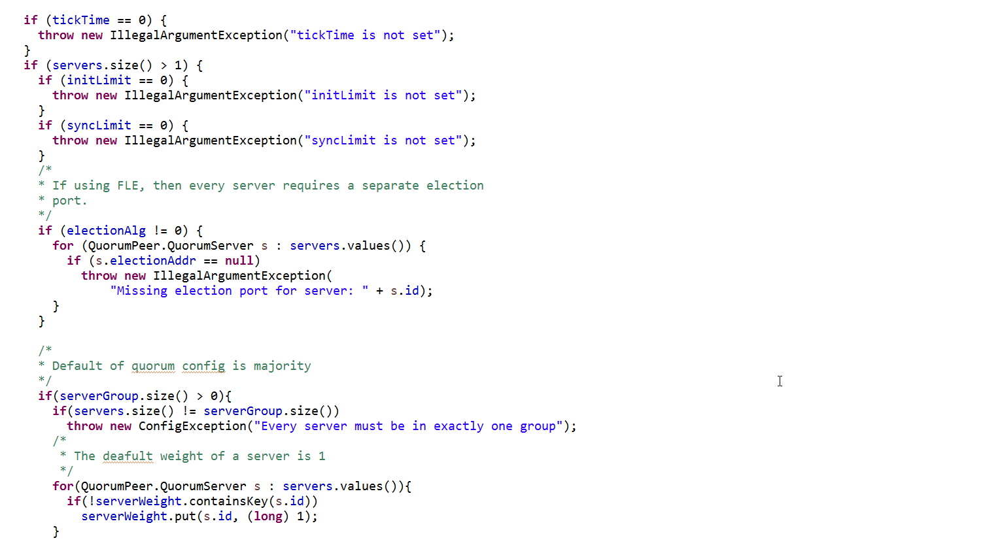 if (tickTime == 0) {
  throw new IllegalArgumentException("tickTime is not set");
}
if (servers.size() > 1) {
  if (initLimit == 0) {
    throw new IllegalArgumentException("initLimit is not set");
  }
  if (syncLimit == 0) {
    throw new IllegalArgumentException("syncLimit is not set");
  }
  /*
  * If using FLE, then every server requires a separate election
  * port.
  */
  if (electionAlg != 0) {
    for (QuorumPeer.QuorumServer s : servers.values()) {
      if (s.electionAddr == null)
        throw new IllegalArgumentException(
            "Missing election port for server: " + s.id);
    }
  }

  /*
  * Default of quorum config is majority
  */
  if(serverGroup.size() > 0){
    if(servers.size() != serverGroup.size())
      throw new ConfigException("Every server must be in exactly one group");
    /*
     * The deafult weight of a server is 1
     */
    for(QuorumPeer.QuorumServer s : servers.values()){
      if(!serverWeight.containsKey(s.id))
        serverWeight.put(s.id, (long) 1);
    }